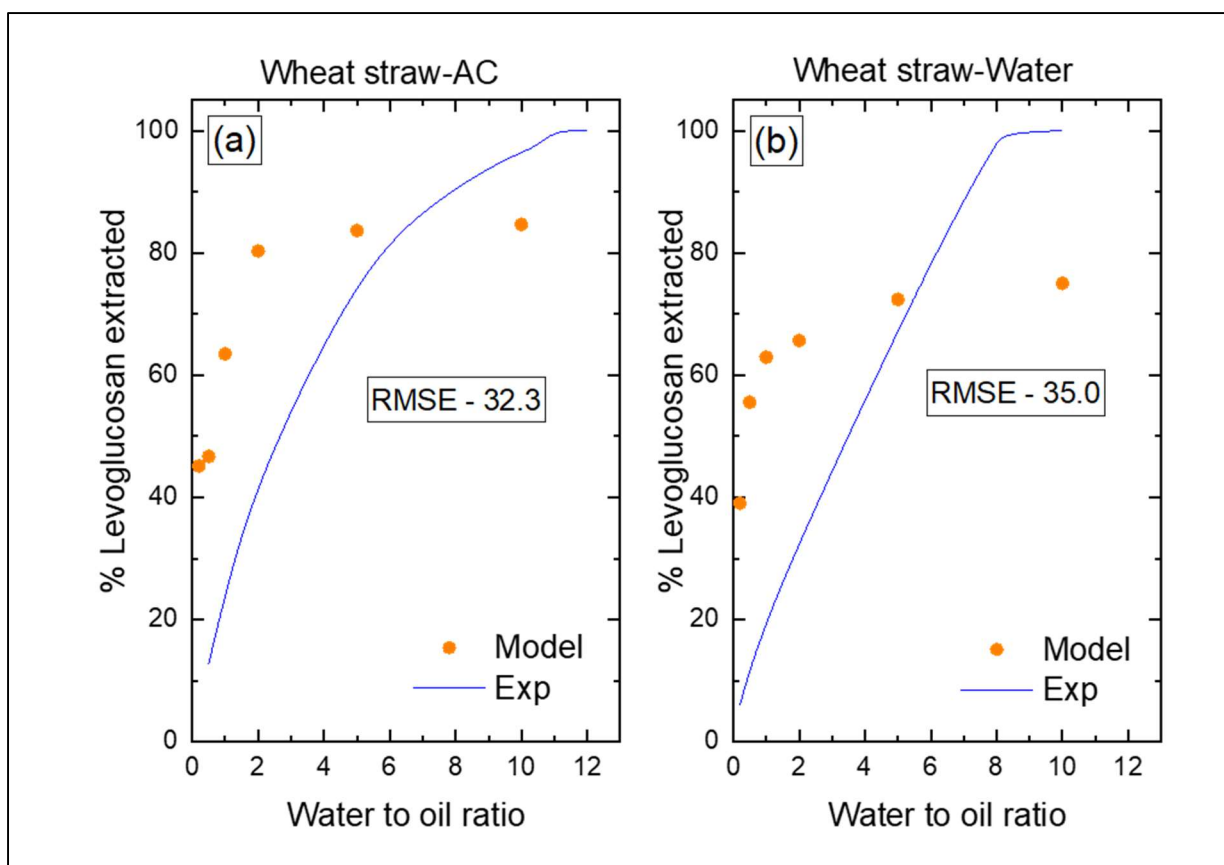 Wheat straw-AC
(a)
% Levoglucosan extracted
100
80
60
40
20
0
RMSE - 32.3
Model
Exp
0 2 4 6 8 10 12
Water to oil ratio
Wheat straw-Water
(b)
% Levoglucosan extracted
100
80
60
40
20
0
RMSE - 35.0
Model
Exp
0 2 4 6 8 10 12
Water to oil ratio